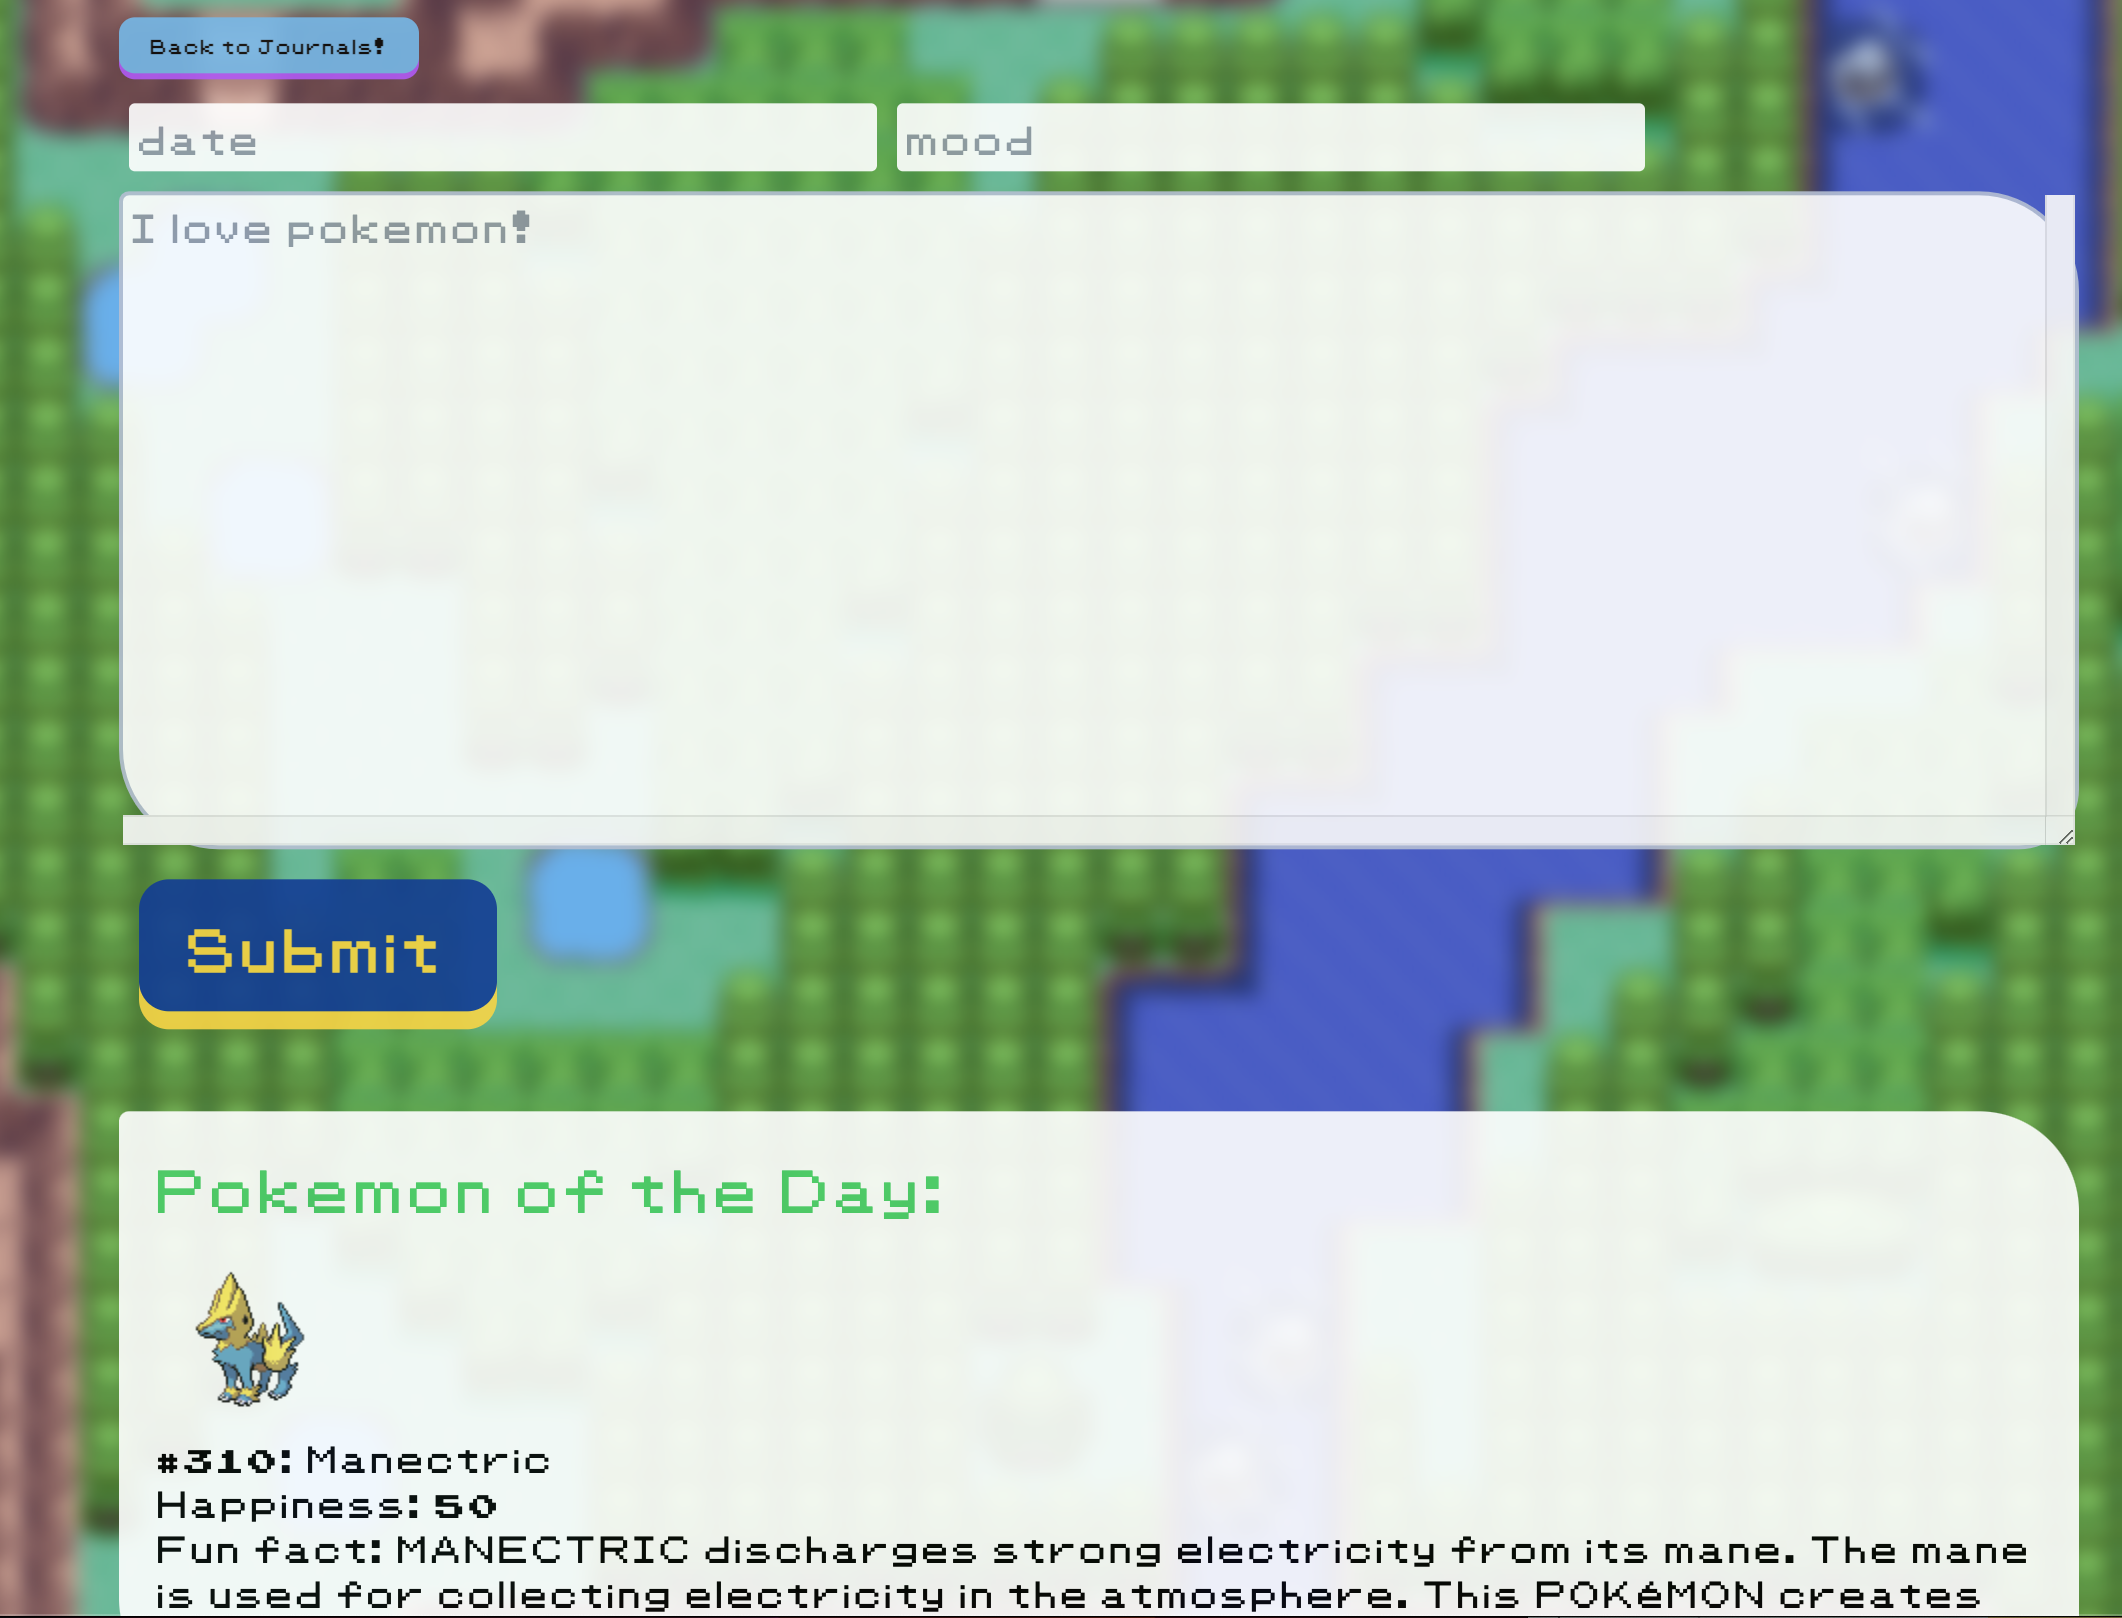 Back to Journals!
date
mood
I love pokemon!
Submit
Pokemon of the Day:
#310: Manectric
Happiness: 50
Fun fact: MANECTRIC discharges strong electricity from its mane. The mane
is used for collecting electricity in the atmosphere. This POKéMON creates